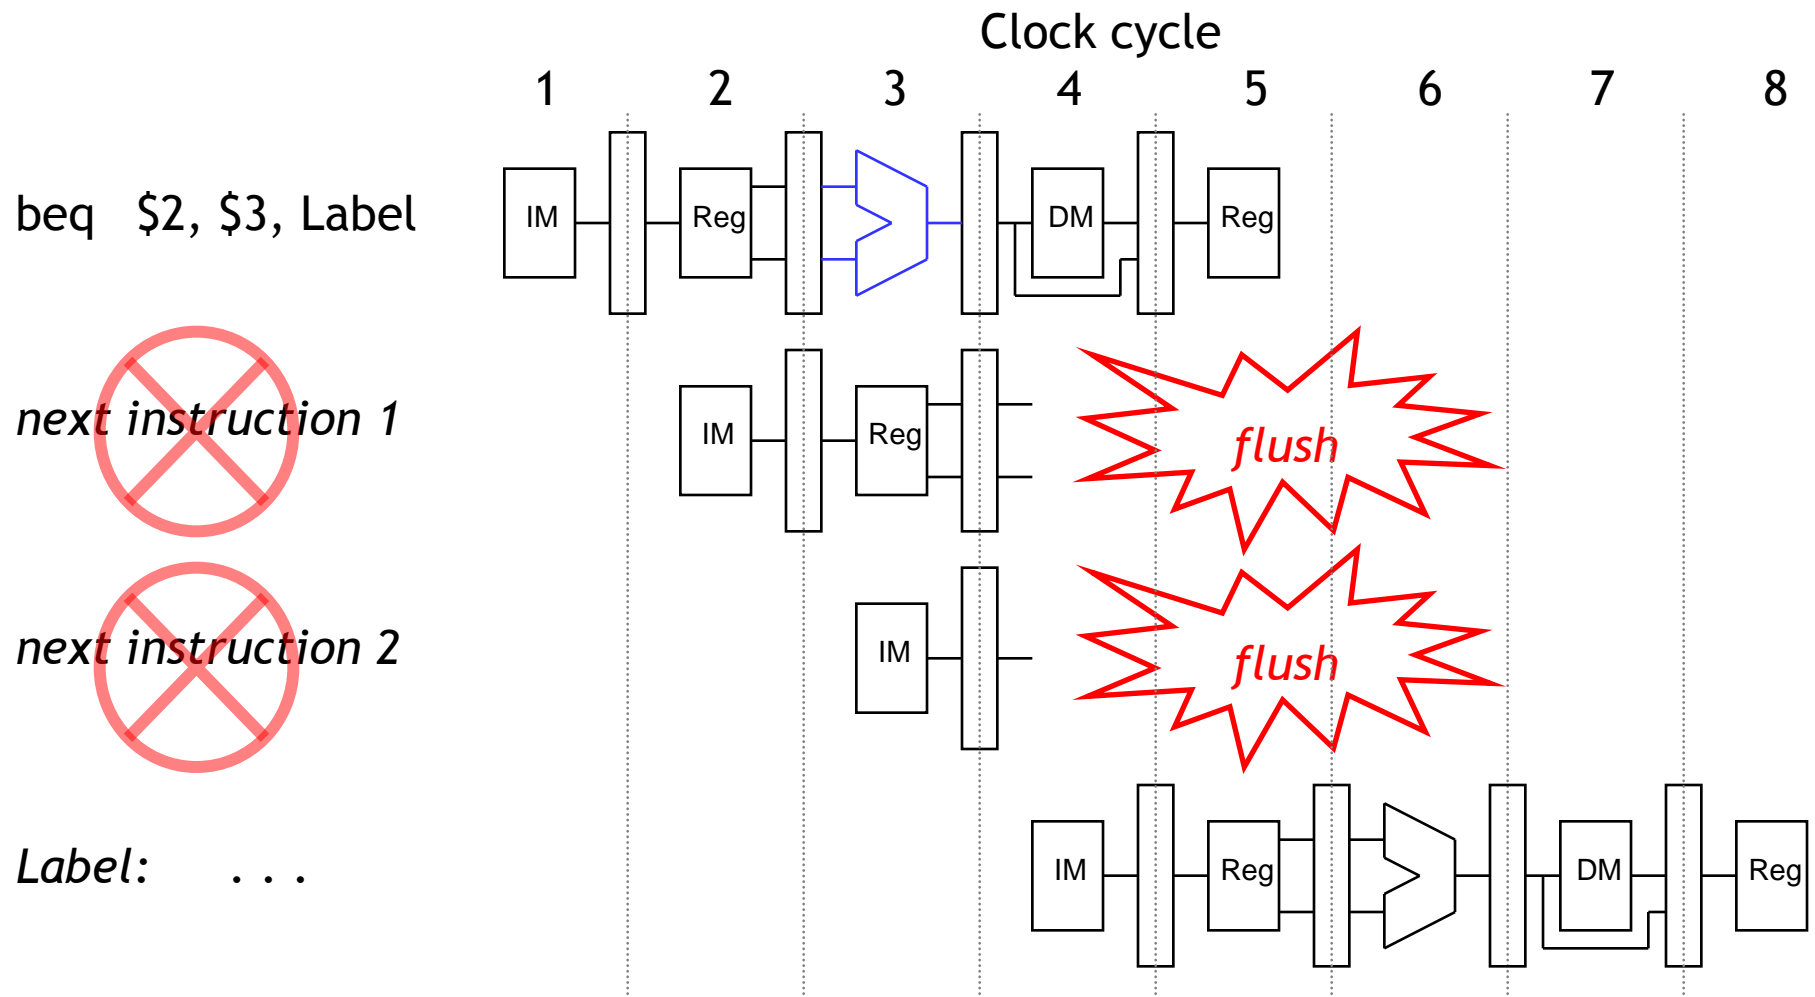 Clock cycle
1 2 3 4 5 6 7 8
beq $2, $3, Label
IM Reg DM Reg
next instruction 1
IM Reg flush
next instruction 2
IM flush
Label: . . .
IM Reg DM Reg